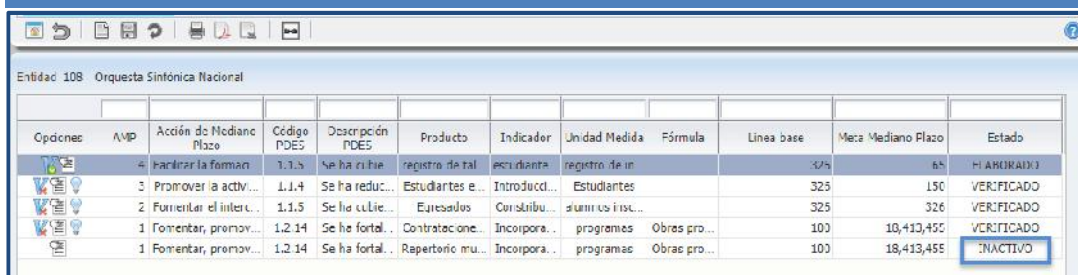 Entidad 108 Orquesta Sinfónica Nacional
Opciones AMP Acción de Mediano Plazo Código PDES Descripción PDES Producto Indicador Unidad Medida Fórmula Linea base Meta Mediano Plazo Estado
4 Facilitar la formaci 1.1.5 Se ha cubie registro de tal estudiante registro de in 325 65 ELABORADO
3 Promover la activi... 1.1.4 Se ha reduc... Estudiantes e... Introducci... Estudiantes 325 150 VERIFICADO
2 Fomentar el interc... 1.1.5 Se ha cubie... Egresados Constribu... alumnos insc... 325 326 VERIFICADO
1 Fomentar, promov... 1.2.14 Se ha fortal... Contratacione... Incorpora... programas Obras pro... 100 18,413,455 VERIFICADO
1 Fomentar, promov... 1.2.14 Se ha fortal... Repertorio mu... Incorpora... programas Obras pro... 100 18,413,455 INACTIVO